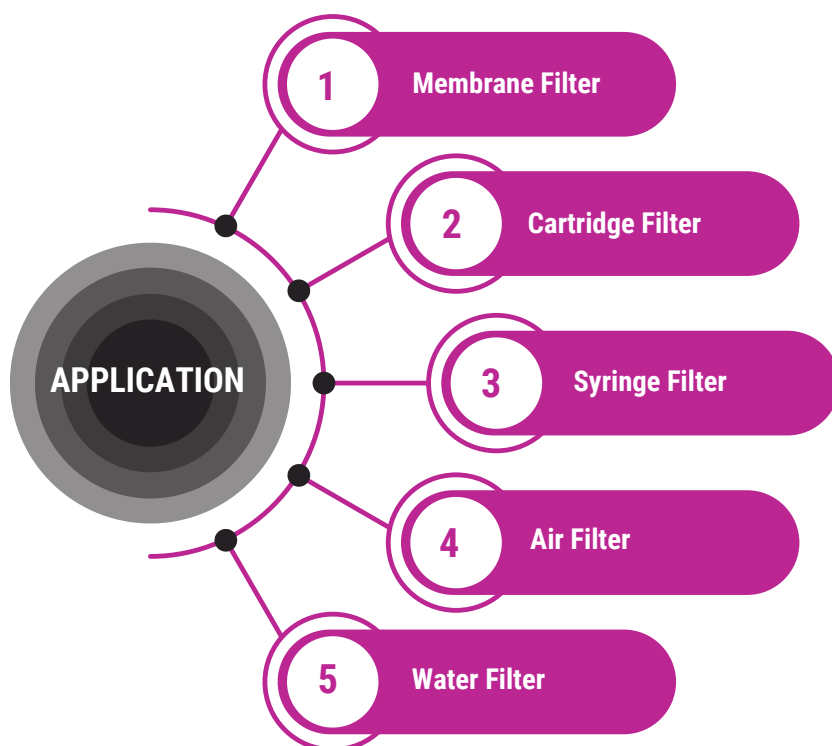 1
Membrane Filter
2
Cartridge Filter
3
Syringe Filter
APPLICATION
4
Air Filter
5
Water Filter